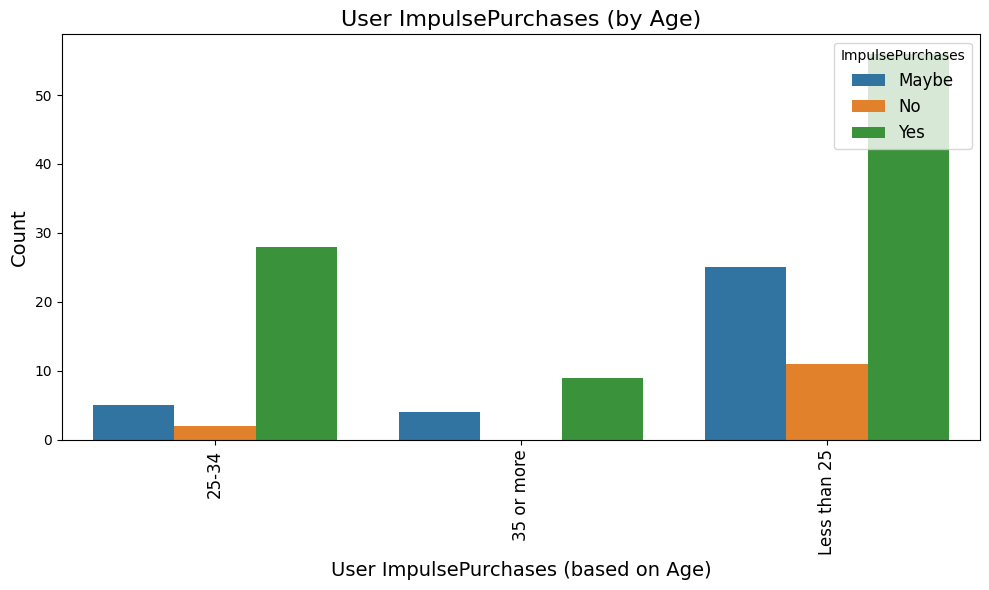 User ImpulsePurchases (by Age)
ImpulsePurchases
Maybe
No
Yes
Count
50
40
30
20
10
0
25-34
35 or more
Less than 25
User ImpulsePurchases (based on Age)